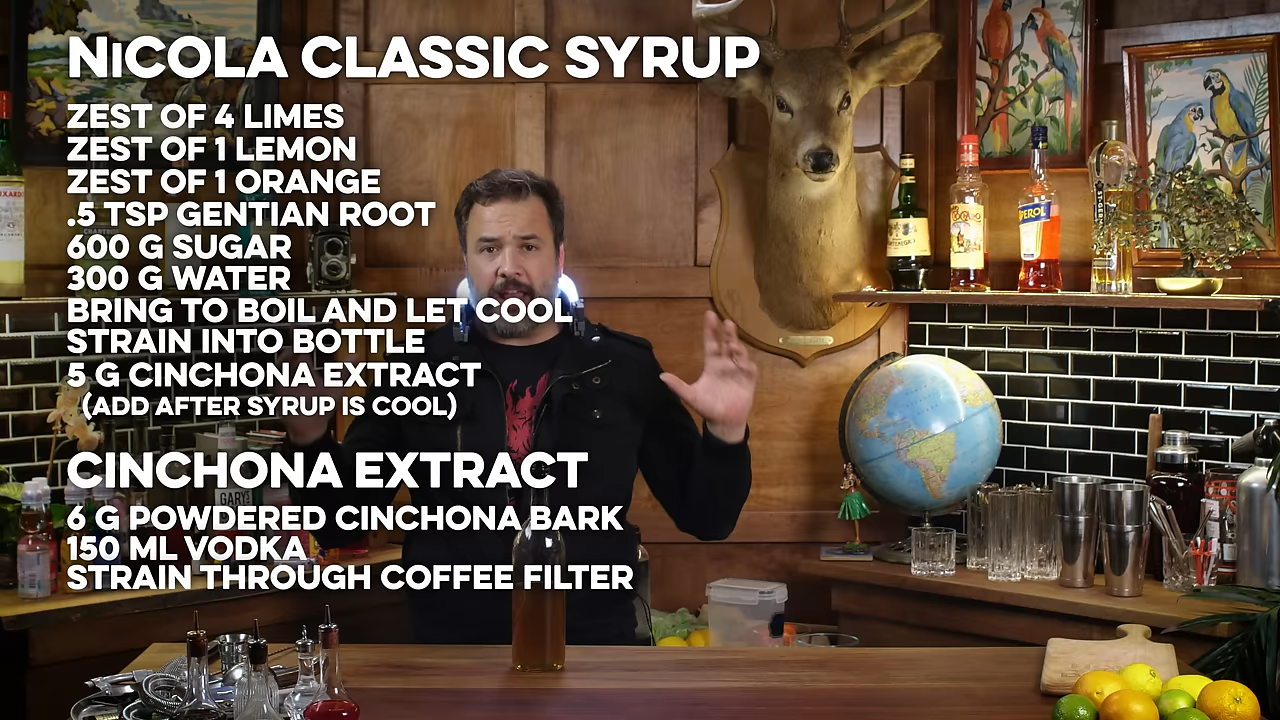 NiCOLA CLASSIC SYRUP
ZEST OF 4 LIMES
ZEST OF 1 LEMON
ZEST OF 1 ORANGE
.5 TSP GENTIAN ROOT
600 G SUGAR
300 G WATER
BRING TO BOIL AND LET COOL
STRAIN INTO BOTTLE
5 G CINCHONA EXTRACT
(ADD AFTER SYRUP IS COOL)
CINCHONA EXTRACT
6 G POWDERED CINCHONA BARK
150 ML VODKA
STRAIN THROUGH COFFEE FILTER
GARY
APEROL